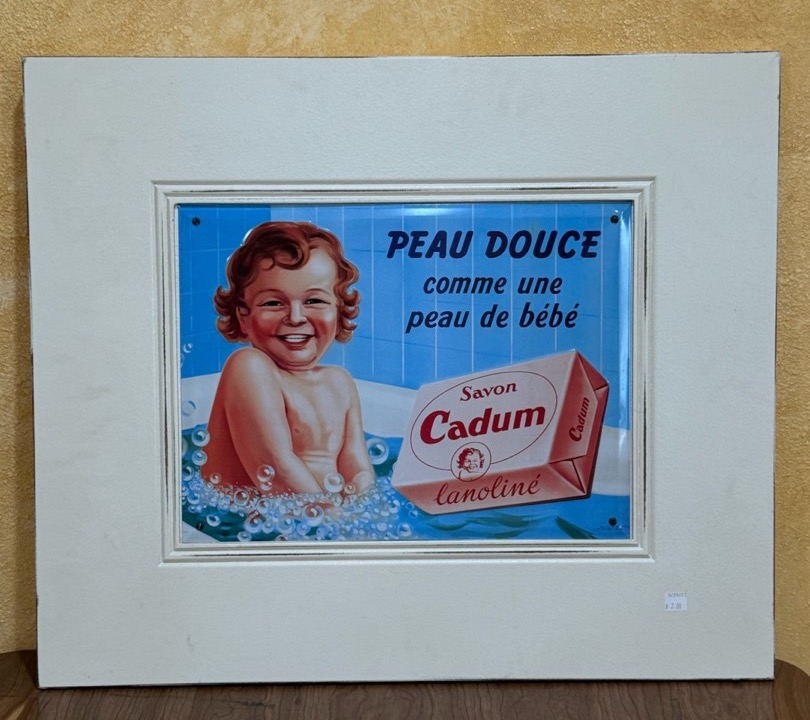 PEAU DOUCE
comme une
peau de bébé
Savon
Cadum
Cadum
lanoliné